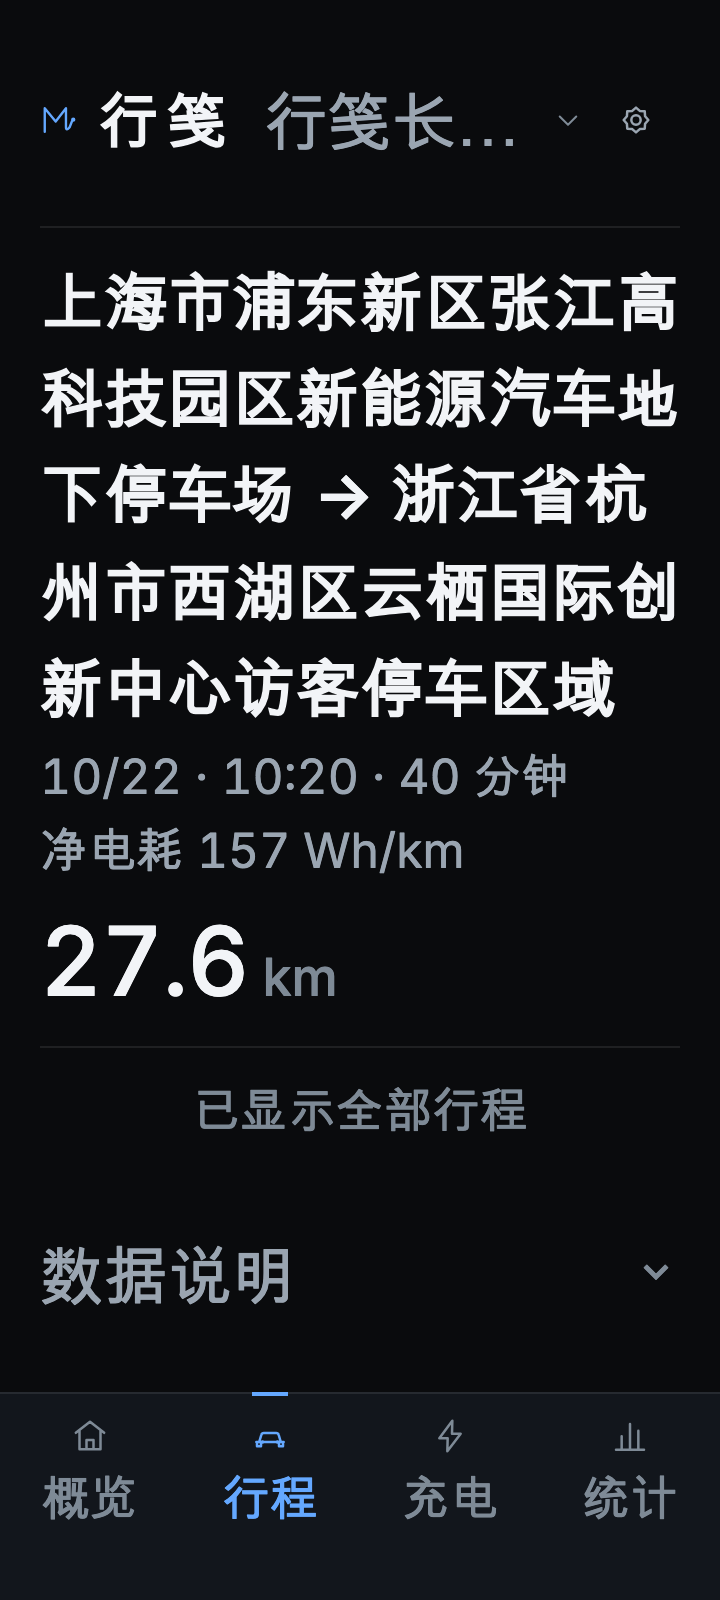 行笺 行笺长...
上海市浦东新区张江高
科技园区新能源汽车地
下停车场 → 浙江省杭
州市西湖区云栖国际创
新中心访客停车区域
10/22 · 10:20 · 40 分钟
净电耗 157 Wh/km
27.6 km
已显示全部行程
数据说明
概览 行程 充电 统计